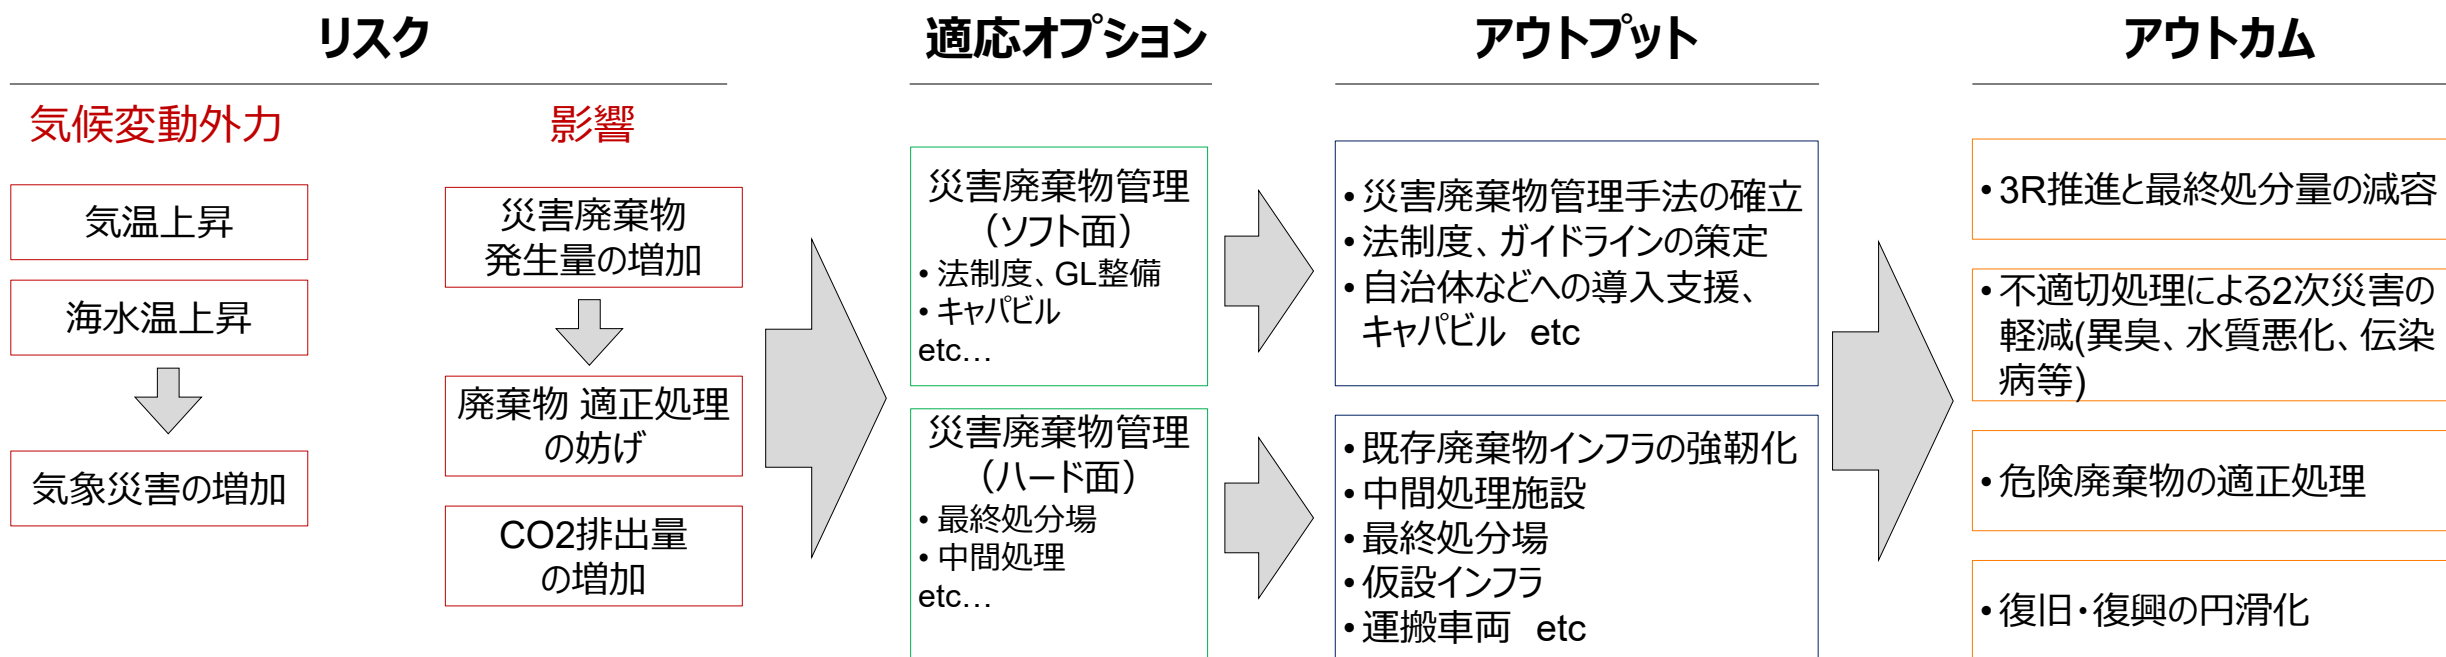 リスク
適応オプション
アウトプット
アウトカム
気候変動外力
影響
気温上昇
海水温上昇
気象災害の増加
災害廃棄物
発生量の増加
廃棄物 適正処理
の妨げ
CO2排出量
の増加
災害廃棄物管理
（ソフト面）
• 法制度、GL整備
• キャパビル
etc…
災害廃棄物管理
（ハード面）
• 最終処分場
• 中間処理
etc…
• 災害廃棄物管理手法の確立
• 法制度、ガイドラインの策定
• 自治体などへの導入支援、
キャパビル etc
• 既存廃棄物インフラの強靭化
• 中間処理施設
• 最終処分場
• 仮設インフラ
• 運搬車両 etc
• 3R推進と最終処分量の減容
• 不適切処理による2次災害の
軽減(異臭、水質悪化、伝染
病等)
• 危険廃棄物の適正処理
• 復旧・復興の円滑化